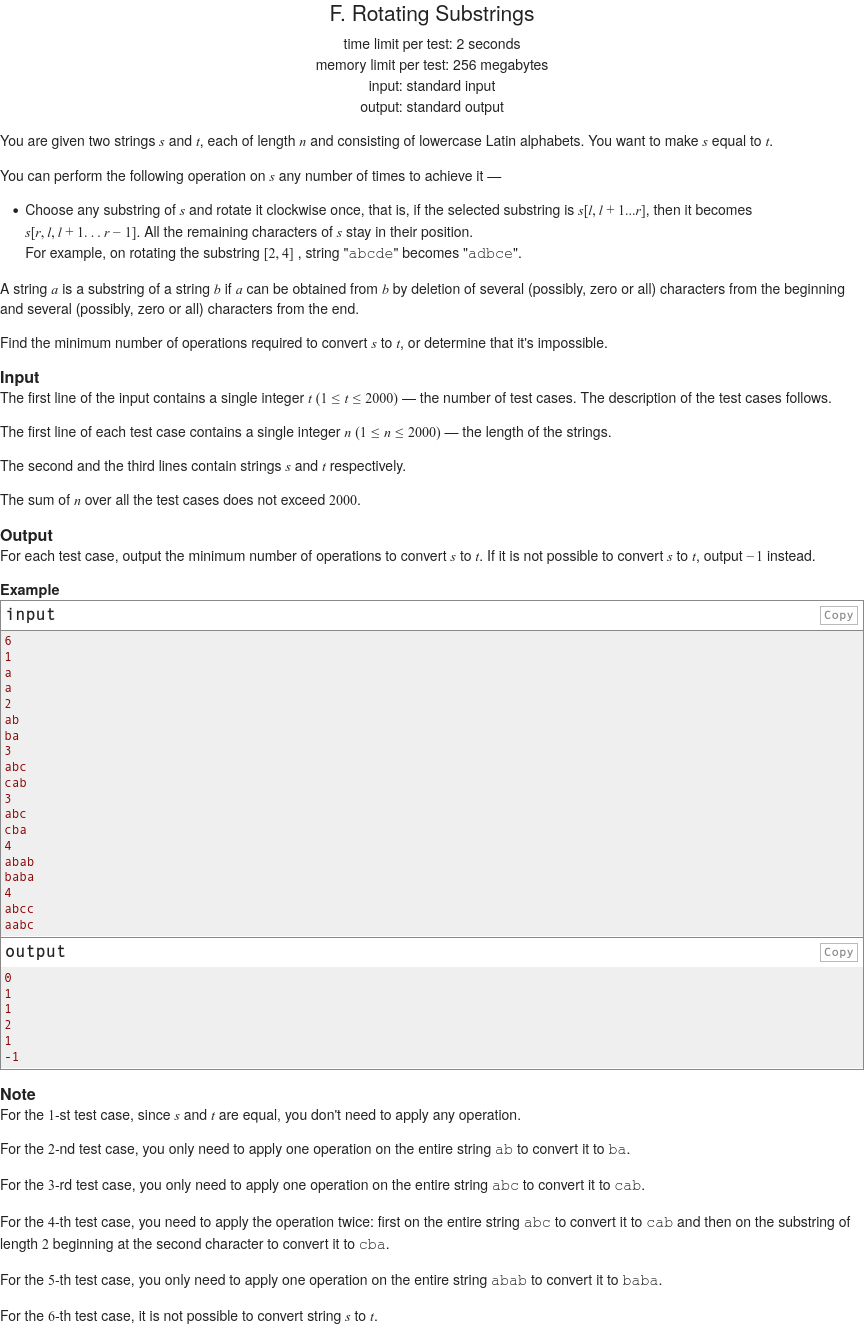 F. Rotating Substrings
time limit per test: 2 seconds
memory limit per test: 256 megabytes
input: standard input
output: standard output
You are given two strings s and t, each of length n and consisting of lowercase Latin alphabets. You want to make s equal to t.
You can perform the following operation on s any number of times to achieve it —
• Choose any substring of s and rotate it clockwise once, that is, if the selected substring is s[l, l + 1...r], then it becomes
s[r, l, l + 1. . . r − 1]. All the remaining characters of s stay in their position.
For example, on rotating the substring [2, 4] , string "abcde" becomes "adbce".
A string a is a substring of a string b if a can be obtained from b by deletion of several (possibly, zero or all) characters from the beginning
and several (possibly, zero or all) characters from the end.
Find the minimum number of operations required to convert s to t, or determine that it's impossible.
Input
The first line of the input contains a single integer t (1 ≤ t ≤ 2000) — the number of test cases. The description of the test cases follows.
The first line of each test case contains a single integer n (1 ≤ n ≤ 2000) — the length of the strings.
The second and the third lines contain strings s and t respectively.
The sum of n over all the test cases does not exceed 2000.
Output
For each test case, output the minimum number of operations to convert s to t. If it is not possible to convert s to t, output −1 instead.
Example
input
Copy
6
1
a
a
2
ab
ba
3
abc
cab
3
abc
cba
4
abab
baba
4
abcc
aabc
output
Copy
0
1
1
2
1
-1
Note
For the 1-st test case, since s and t are equal, you don't need to apply any operation.
For the 2-nd test case, you only need to apply one operation on the entire string ab to convert it to ba.
For the 3-rd test case, you only need to apply one operation on the entire string abc to convert it to cab.
For the 4-th test case, you need to apply the operation twice: first on the entire string abc to convert it to cab and then on the substring of
length 2 beginning at the second character to convert it to cba.
For the 5-th test case, you only need to apply one operation on the entire string abab to convert it to baba.
For the 6-th test case, it is not possible to convert string s to t.